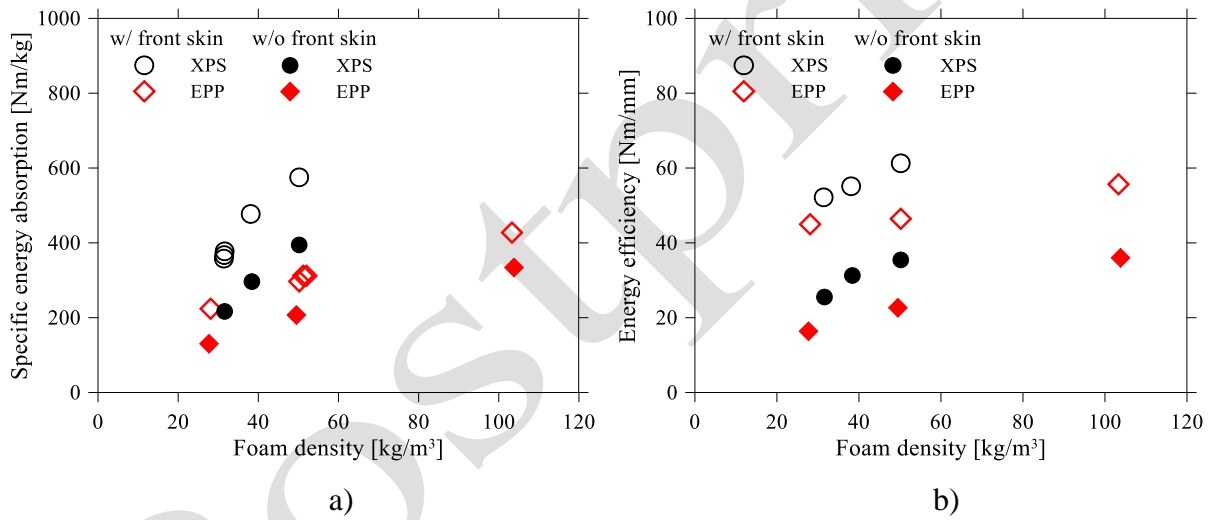 1000
800
600
400
200
0
Specific energy absorption [Nm/kg]
w/ front skin w/o front skin
XPS XPS
EPP EPP
0 20 40 60 80 100 120
Foam density [kg/m³]
a)
100
80
60
40
20
0
Energy efficiency [Nm/mm]
w/ front skin w/o front skin
XPS XPS
EPP EPP
0 20 40 60 80 100 120
Foam density [kg/m³]
b)